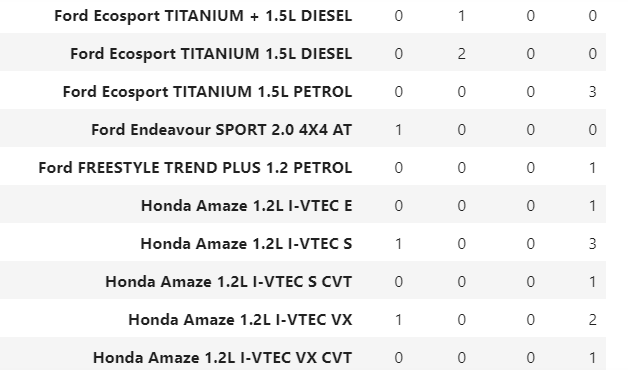 Ford Ecosport TITANIUM + 1.5L DIESEL 0 1 0 0
Ford Ecosport TITANIUM 1.5L DIESEL 0 2 0 0
Ford Ecosport TITANIUM 1.5L PETROL 0 0 0 3
Ford Endeavour SPORT 2.0 4X4 AT 1 0 0 0
Ford FREESTYLE TREND PLUS 1.2 PETROL 0 0 0 1
Honda Amaze 1.2L I-VTEC E 0 0 0 1
Honda Amaze 1.2L I-VTEC S 1 0 0 3
Honda Amaze 1.2L I-VTEC S CVT 0 0 0 1
Honda Amaze 1.2L I-VTEC VX 1 0 0 2
Honda Amaze 1.2L I-VTEC VX CVT 0 0 0 1